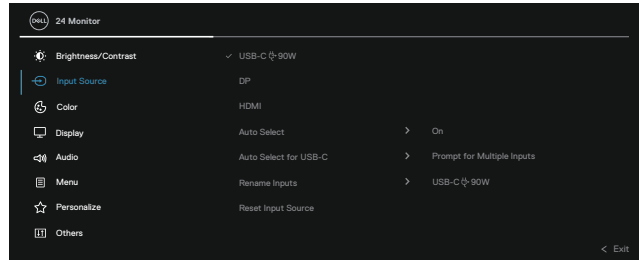 DELL 24 Monitor
Brightness/Contrast ✓ USB-C 90W
Input Source DP
Color HDMI
Display Auto Select > On
Audio Auto Select for USB-C > Prompt for Multiple Inputs
Menu Rename Inputs > USB-C 90W
Personalize Reset Input Source
Others
< Exit